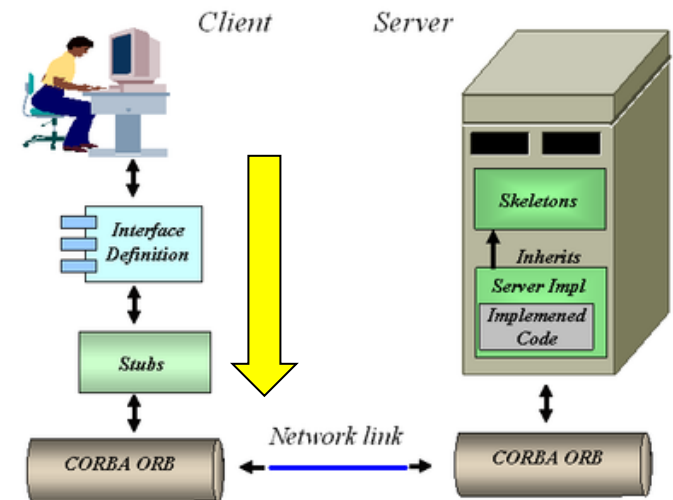 Client
Server
Interface
Definition
Stubs
CORBA ORB
Network link
Skeletons
Inherits
Server Impl
Implemened
Code
CORBA ORB